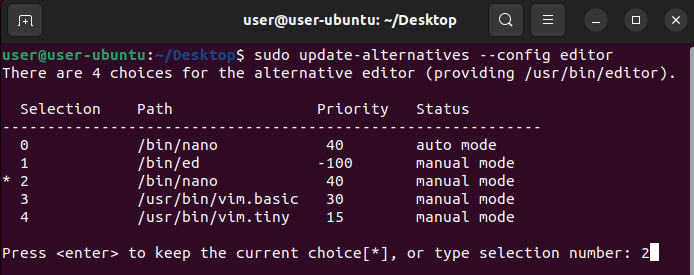 user@user-ubuntu: ~/Desktop
user@user-ubuntu:~/Desktop$ sudo update-alternatives --config editor
There are 4 choices for the alternative editor (providing /usr/bin/editor).
  Selection    Path                Priority   Status
------------------------------------------------------------
  0            /bin/nano            40        auto mode
  1            /bin/ed             -100       manual mode
* 2            /bin/nano            40        manual mode
  3            /usr/bin/vim.basic   30        manual mode
  4            /usr/bin/vim.tiny    15        manual mode
Press <enter> to keep the current choice[*], or type selection number: 2